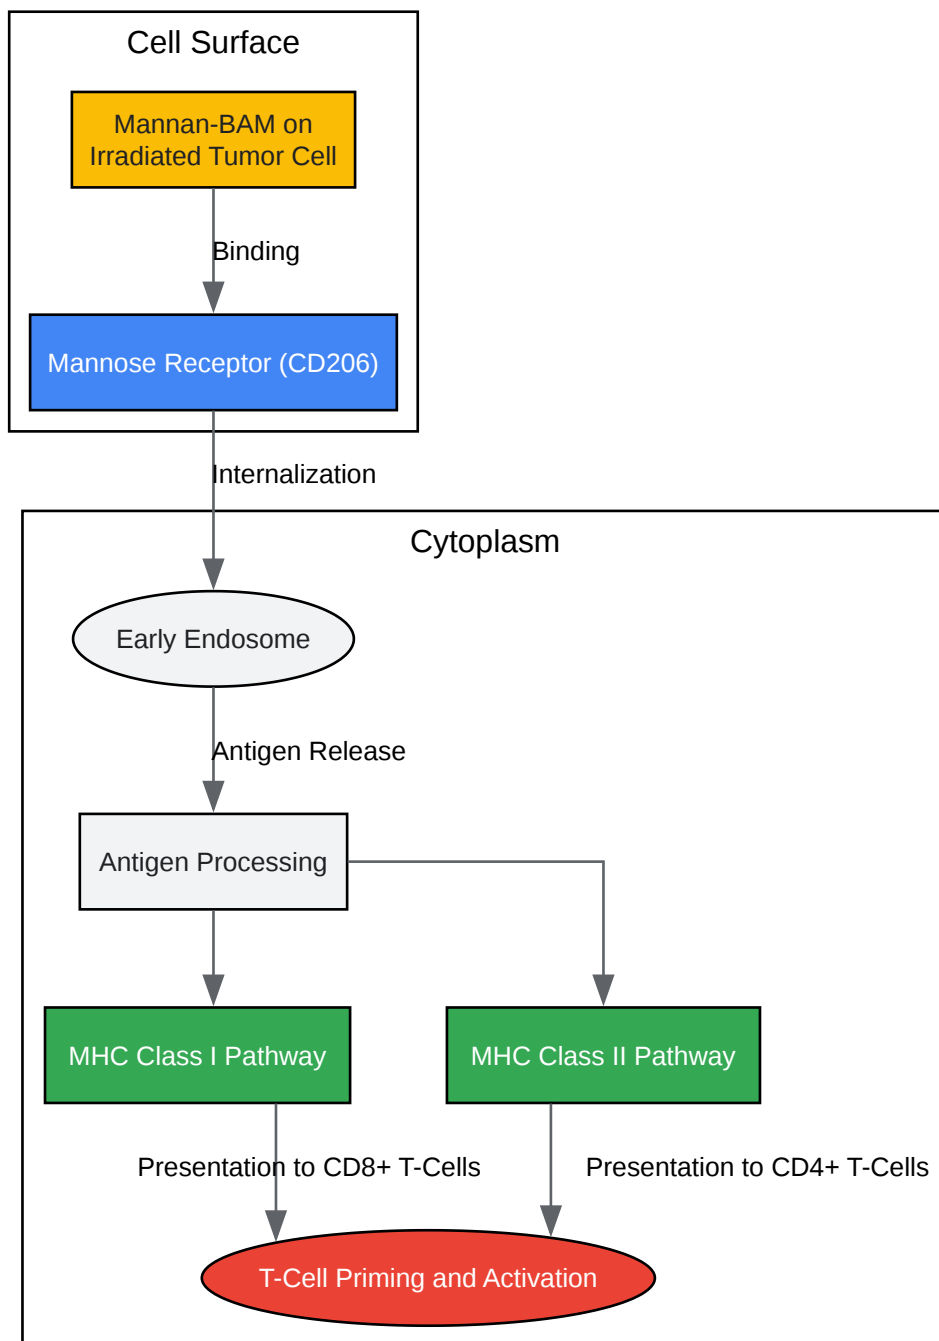 Cell Surface
Mannan-BAM on
Irradiated Tumor Cell
Binding
Mannose Receptor (CD206)
Internalization
Cytoplasm
Early Endosome
Antigen Release
Antigen Processing
MHC Class I Pathway
MHC Class II Pathway
Presentation to CD8+ T-Cells
Presentation to CD4+ T-Cells
T-Cell Priming and Activation